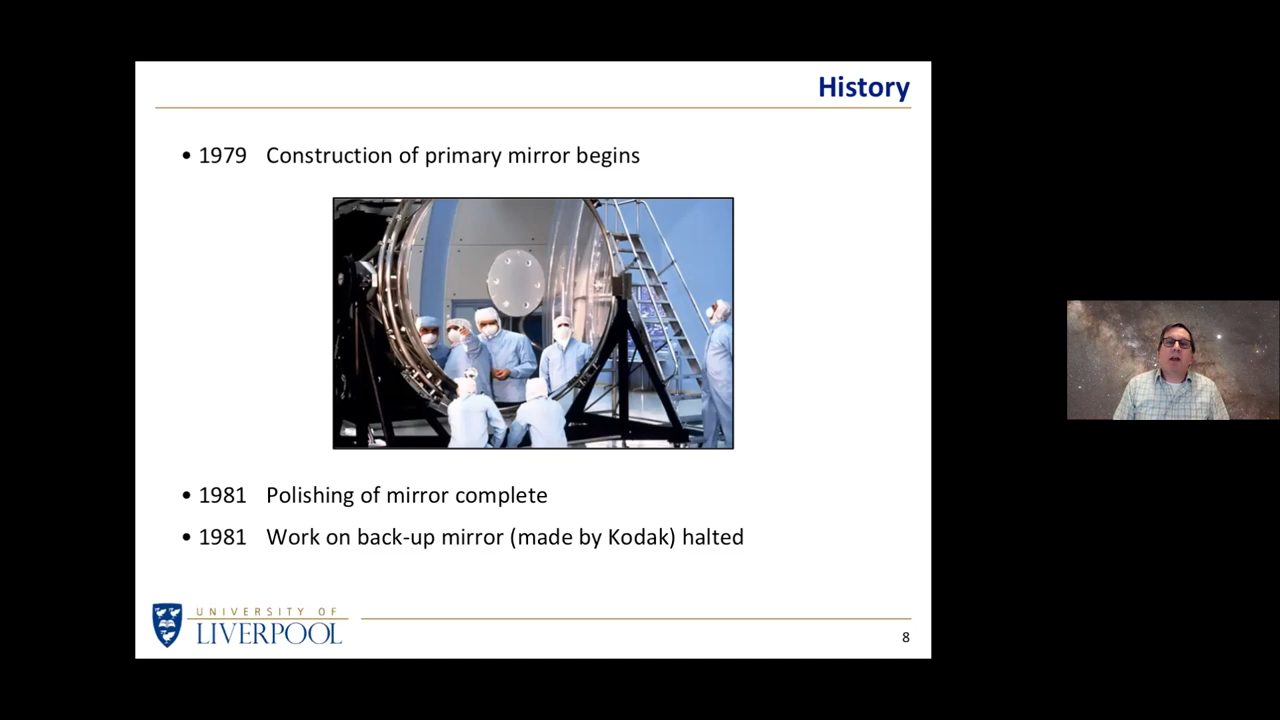 History
• 1979 Construction of primary mirror begins
• 1981 Polishing of mirror complete
• 1981 Work on back-up mirror (made by Kodak) halted
UNIVERSITY OF
LIVERPOOL
8